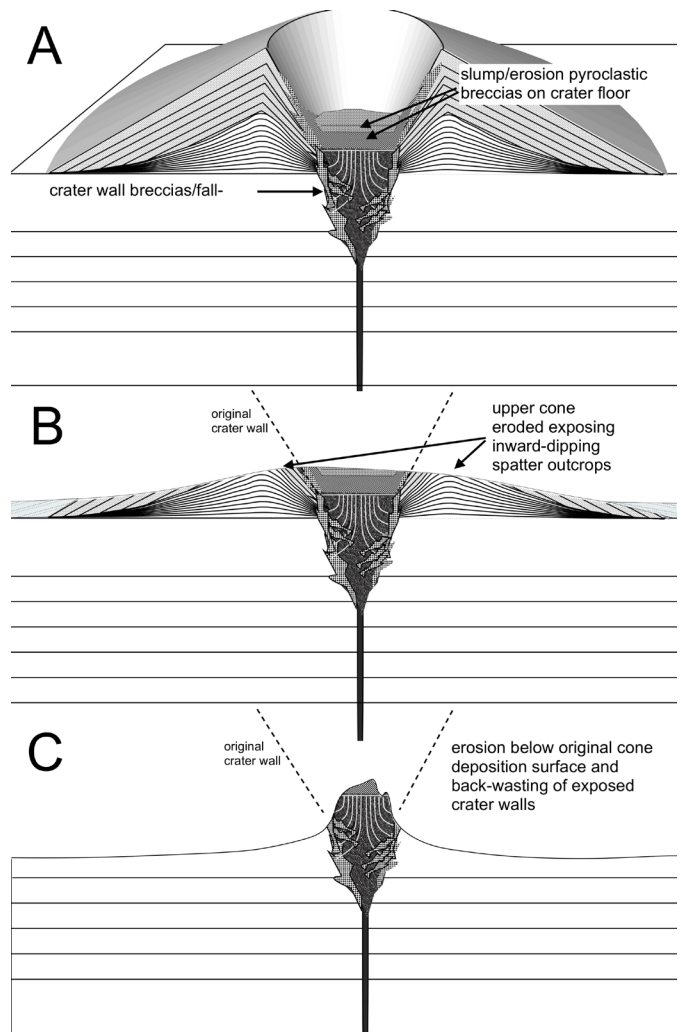 A
slump/erosion pyroclastic
breccias on crater floor
crater wall breccias/fall-
B
original
crater wall
upper cone
eroded exposing
inward-dipping
spatter outcrops
C
original
crater wall
erosion below original cone
deposition surface and
back-wasting of exposed
crater walls